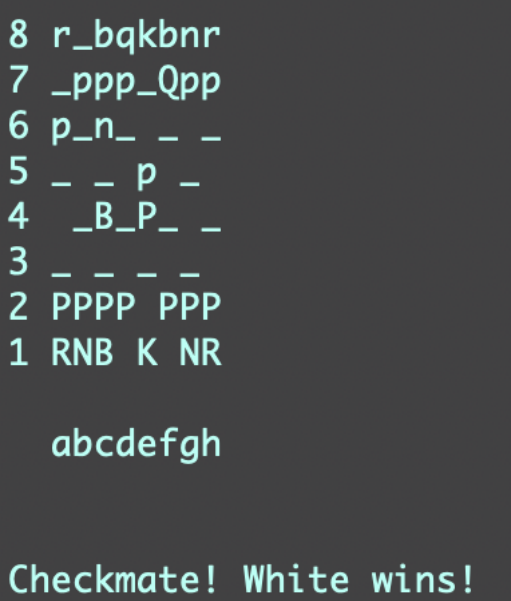 8 r_bqkbnr
7 _ppp_Qpp
6 p_n_ _ _
5 _ _ p _
4  _B_P_ _
3 _ _ _ _
2 PPPP PPP
1 RNB K NR
abcdefgh
Checkmate! White wins!